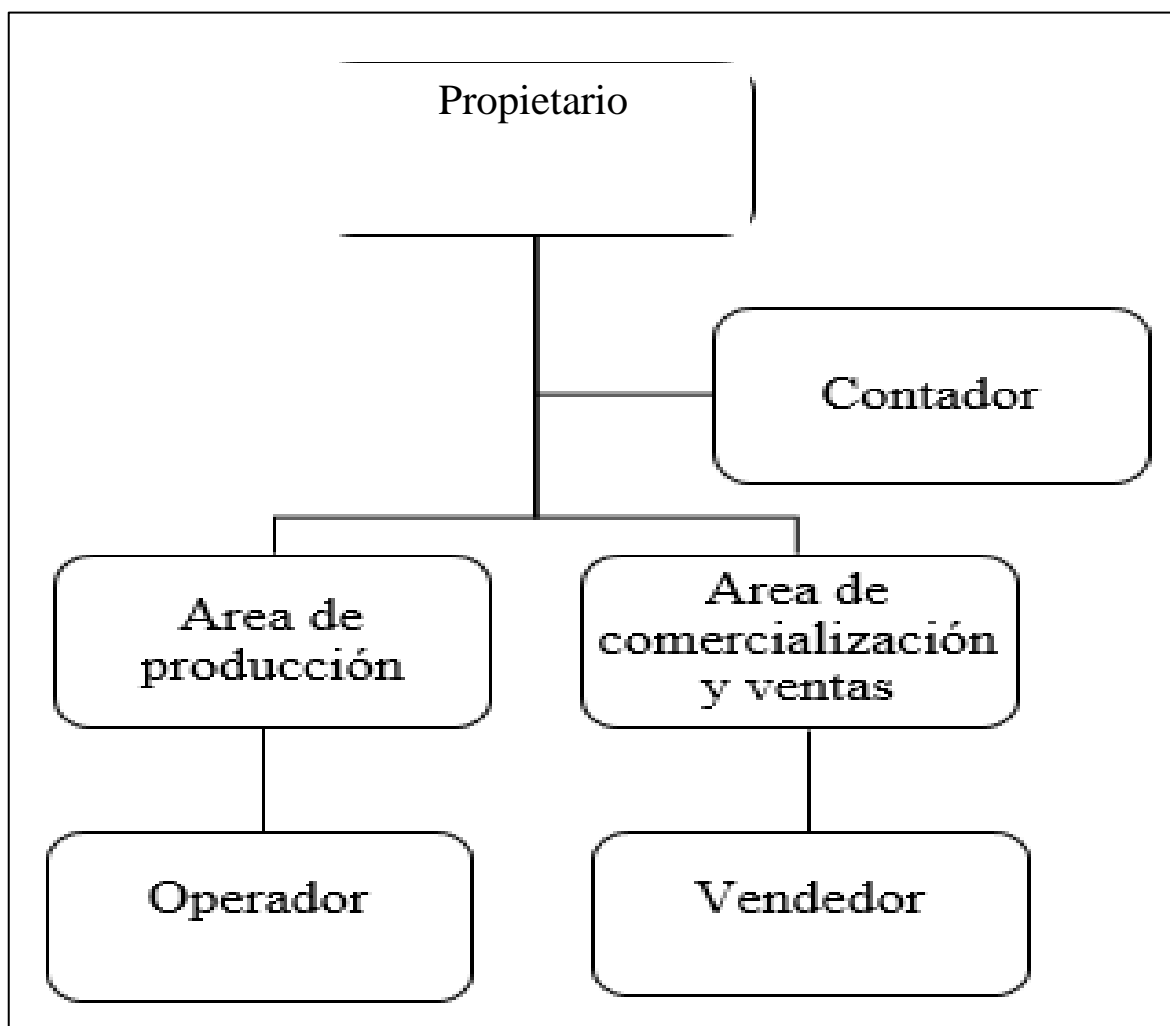 Propietario
Contador
Area de
producción
Area de
comercialización
y ventas
Operador
Vendedor